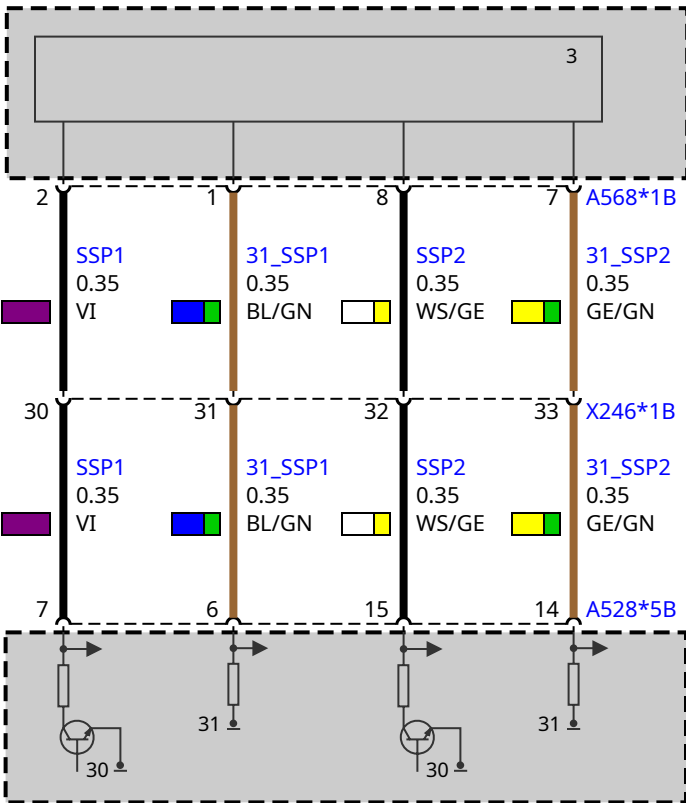 3
2 1 8 7 A568*1B
SSP1 31_SSP1 SSP2 31_SSP2
0.35 0.35 0.35 0.35
VI BL/GN WS/GE GE/GN
30 31 32 33 X246*1B
SSP1 31_SSP1 SSP2 31_SSP2
0.35 0.35 0.35 0.35
VI BL/GN WS/GE GE/GN
7 6 15 14 A528*5B
31 31
30 30